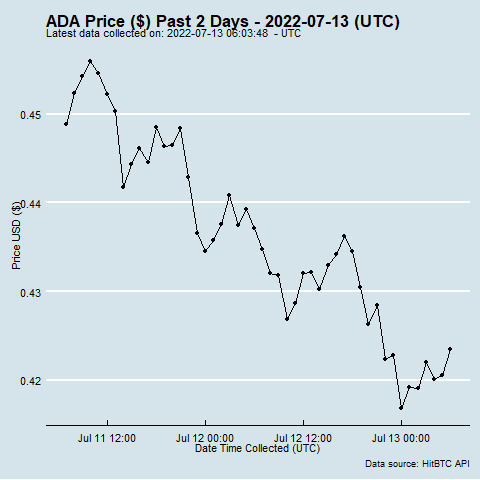 ADA Price ($) Past 2 Days - 2022-07-13 (UTC)
Latest data collected on: 2022-07-13 06:03:48 - UTC
0.45
0.44
0.43
0.42
Price USD ($)
Jul 11 12:00 Jul 12 00:00 Jul 12 12:00 Jul 13 00:00
Date Time Collected (UTC)
Data source: HitBTC API